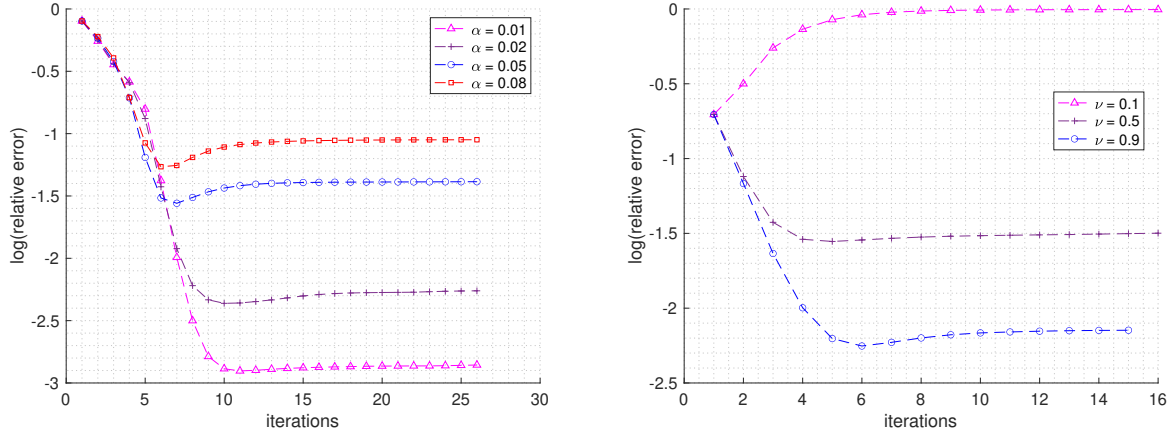 0
-0.5
-1
-1.5
-2
-2.5
-3
log(relative error)
0
5
10
15
20
25
30
iterations
α = 0.01
α = 0.02
α = 0.05
α = 0.08
0
-0.5
-1
-1.5
-2
-2.5
log(relative error)
0
2
4
6
8
10
12
14
16
iterations
ν = 0.1
ν = 0.5
ν = 0.9